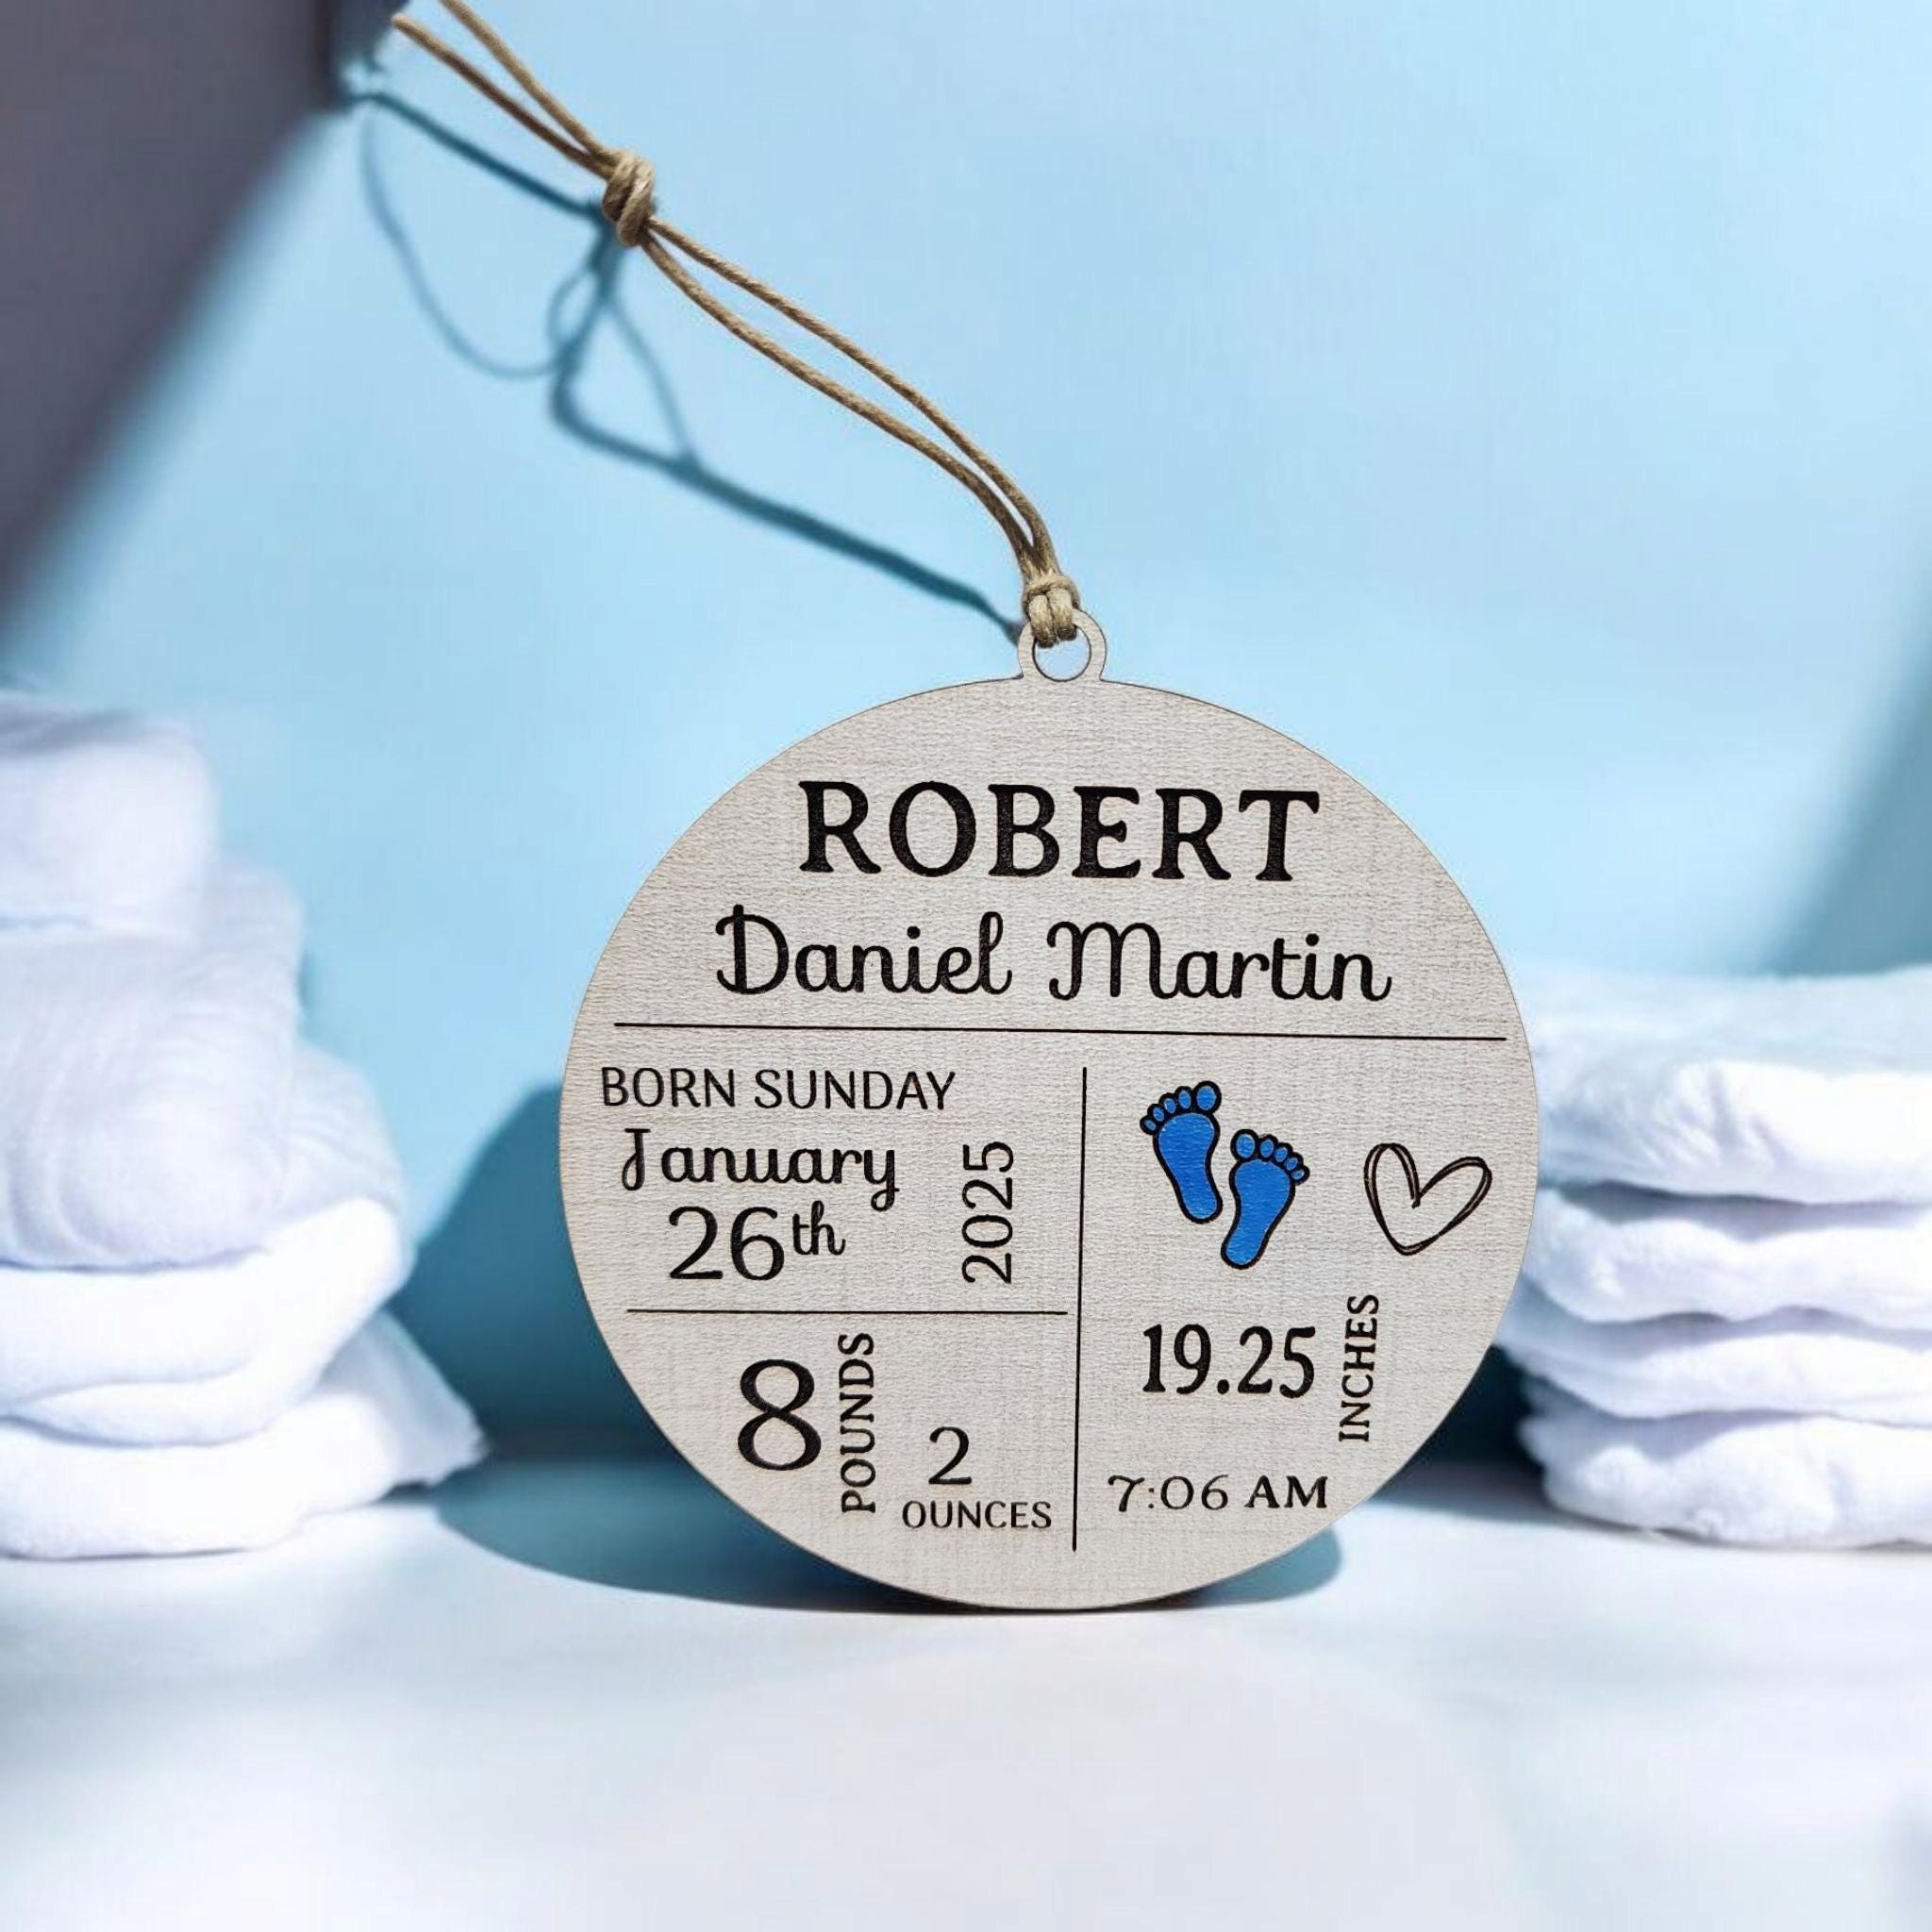 ROBERT
Daniel Martin
BORN SUNDAY
January
26th
2025
8
POUNDS
2
OUNCES
19.25
INCHES
7:06 AM